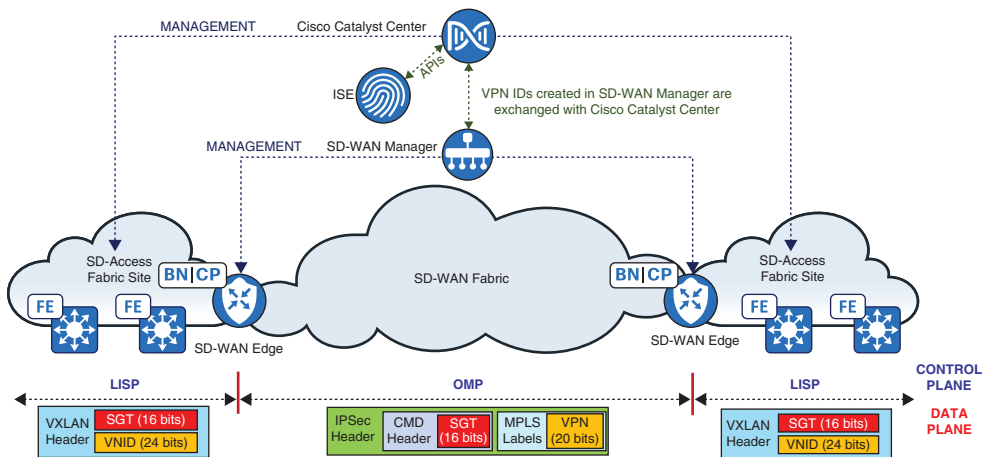 MANAGEMENT
Cisco Catalyst Center
APIs
ISE
VPN IDs created in SD-WAN Manager are
exchanged with Cisco Catalyst Center
MANAGEMENT
SD-WAN Manager
SD-Access
Fabric Site
BN|CP
FE
FE
SD-WAN Edge
SD-WAN Fabric
BN|CP
SD-Access
Fabric Site
FE
FE
SD-WAN Edge
LISP
OMP
LISP
CONTROL
PLANE
VXLAN
Header
SGT (16 bits)
VNID (24 bits)
IPSec
Header
CMD
Header
SGT
(16 bits)
MPLS
Labels
VPN
(20 bits)
VXLAN
Header
SGT (16 bits)
VNID (24 bits)
DATA
PLANE